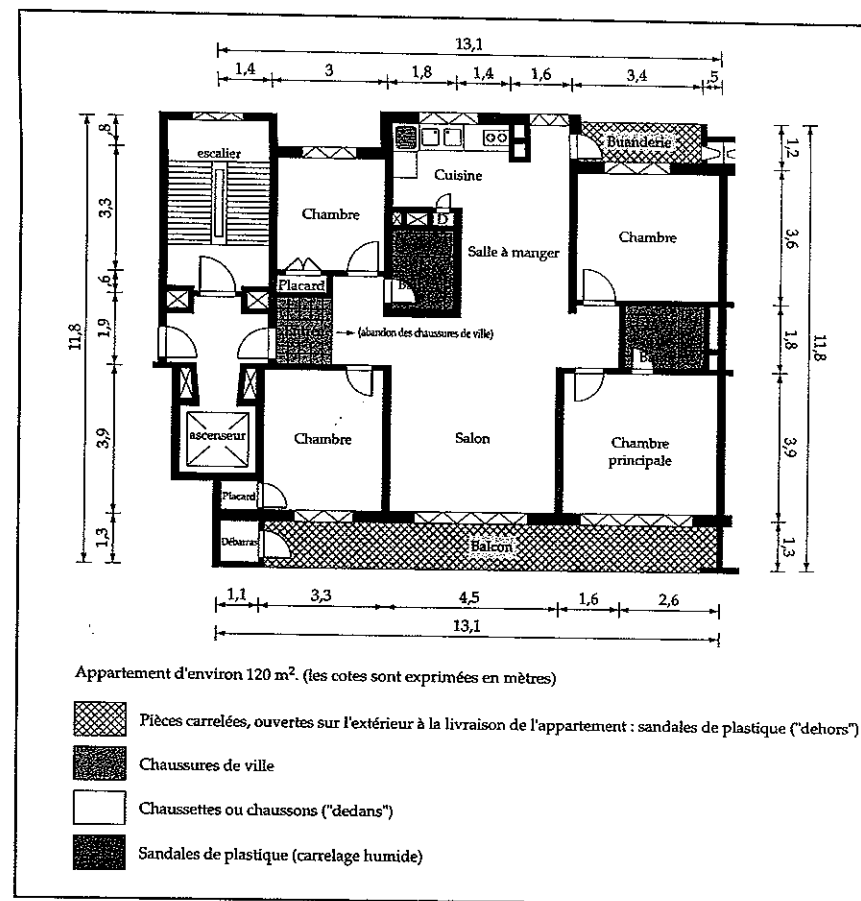 13,1
1,4 3 1,8 1,4 1,6 3,4 ,5
11,8
,8
3,3
,6
1,9
3,9
1,3
escalier
Buanderie
Cuisine
Chambre
Chambre
D
Salle à manger
Placard
→ (abandon des chaussures de ville)
Chambre
Salon
Chambre
principale
ascenseur
Placard
Débarras
Balcon
1,2
3,6
1,8
3,9
1,3
11,8
1,1 3,3 4,5 1,6 2,6
13,1
Appartement d'environ 120 m². (les cotes sont exprimées en mètres)
Pièces carrelées, ouvertes sur l'extérieur à la livraison de l'appartement : sandales de plastique ("dehors")
Chaussures de ville
Chaussettes ou chaussons ("dedans")
Sandales de plastique (carrelage humide)